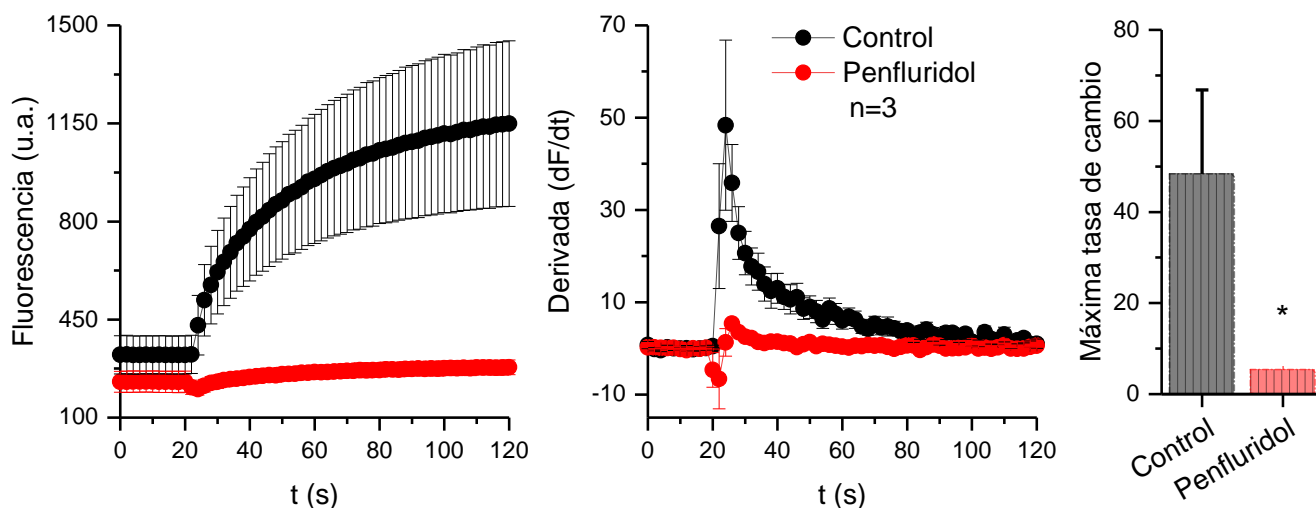 Fluorescencia (u.a.)
1500
1150
800
450
100
0 20 40 60 80 100 120
t (s)
Derivada (dF/dt)
70
50
30
10
-10
0 20 40 60 80 100 120
t (s)
Control
Penfluridol
n=3
Máxima tasa de cambio
80
60
40
20
0
*
Control
Penfluridol